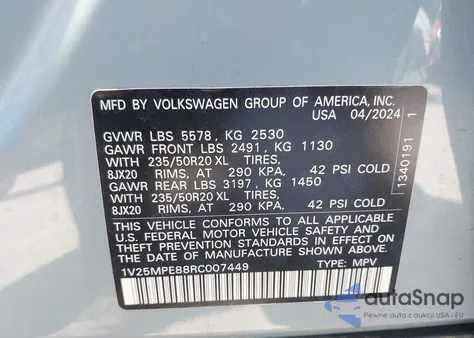 MFD BY VOLKSWAGEN GROUP OF AMERICA, INC.
USA 04/2024
GVWR LBS 5578, KG 2530
GAWR FRONT LBS 2491, KG 1130
WITH 235/50R20 XL TIRES,
8JX20 RIMS, AT 290 KPA, 42 PSI COLD
GAWR REAR LBS 3197, KG 1450
WITH 235/50R20 XL TIRES,
8JX20 RIMS, AT 290 KPA, 42 PSI COLD
THIS VEHICLE CONFORMS TO ALL APPLICABLE
U.S. FEDERAL MOTOR VEHICLE SAFETY AND
THEFT PREVENTION STANDARDS IN EFFECT ON THE
DATE OF MANUFACTURE SHOWN ABOVE.
1V25MPE88RC007449 TYPE: MPV
1340191 1
autoSnap
Pewne auta z USA - EU